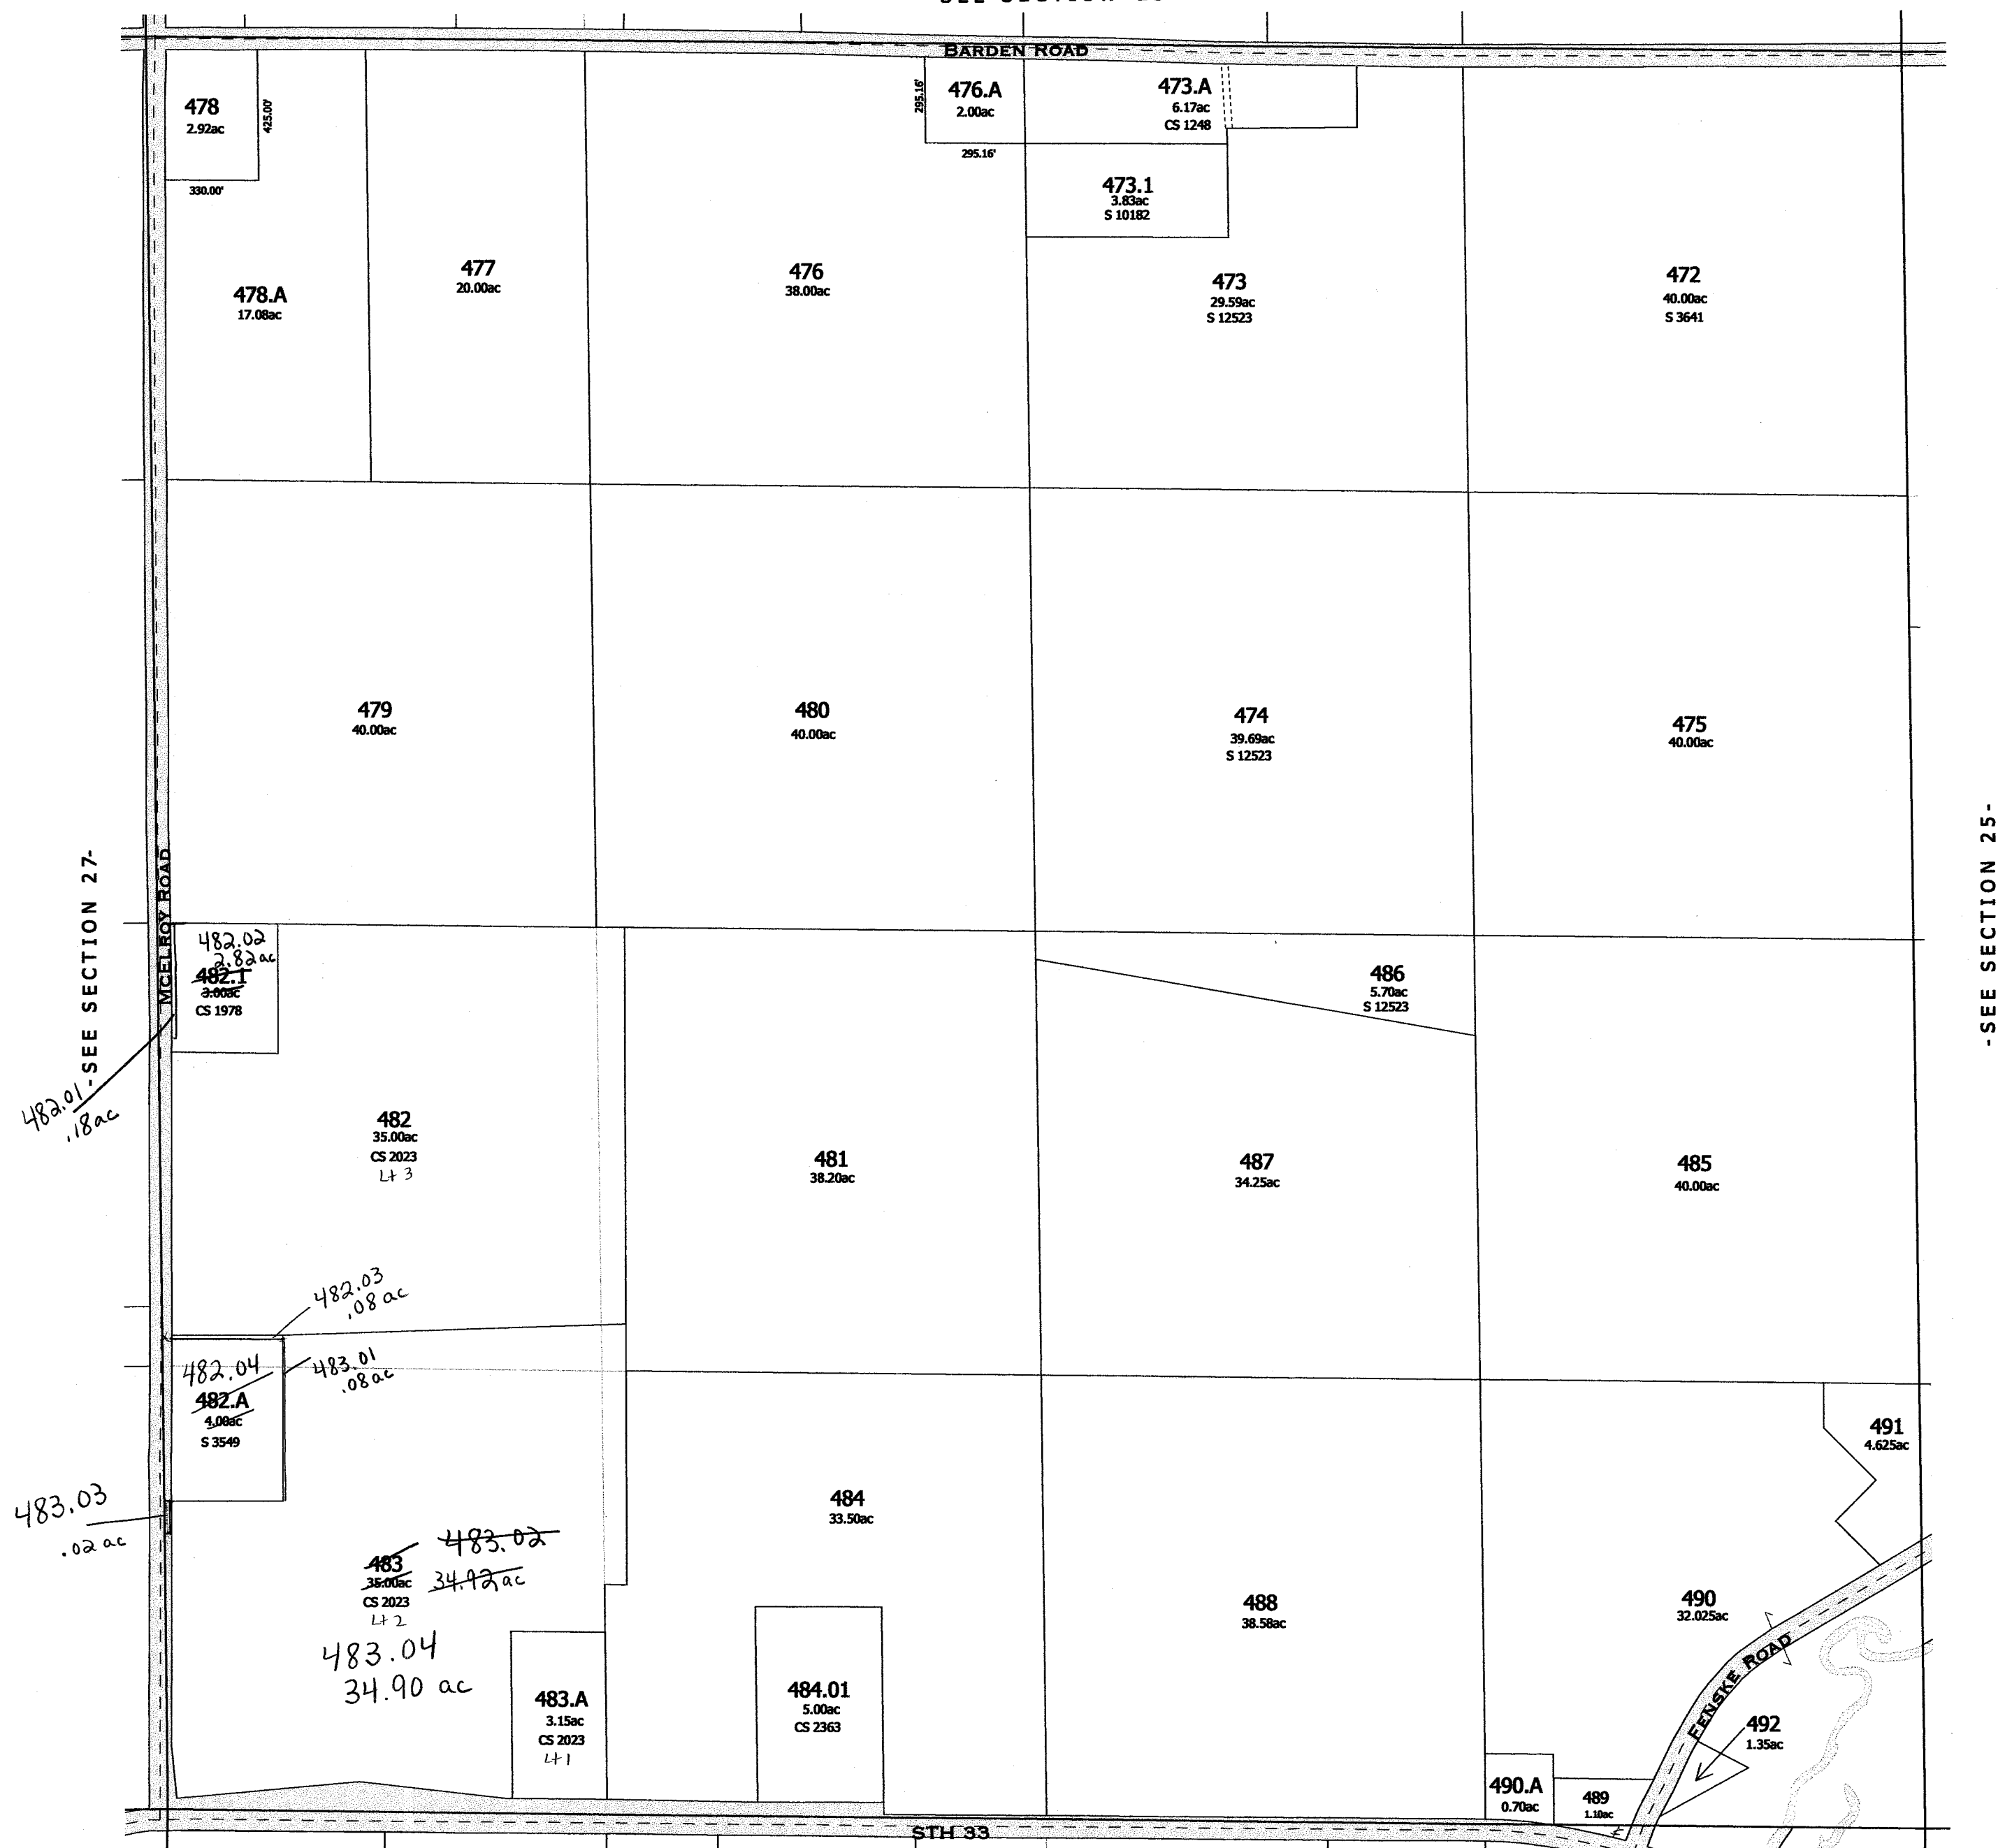 BARDEN ROAD
478
2.92ac
425.00'
330.00'
478.A
17.08ac
477
20.00ac
476
38.00ac
295.16'
476.A
2.00ac
295.16'
473.A
6.17ac
CS 1248
473.1
3.83ac
S 10182
473
29.59ac
S 12523
472
40.00ac
S 3641
479
40.00ac
480
40.00ac
474
39.69ac
S 12523
475
40.00ac
-SEE SECTION 27-
MCELROY ROAD
-SEE SECTION 25-
482.02
2.82ac
482.1
3.00ac
CS 1978
482.01
.18ac
486
5.70ac
S 12523
482
35.00ac
CS 2023
Lt 3
481
38.20ac
487
34.25ac
485
40.00ac
482.03
.08 ac
483.01
.08ac
482.04
482.A
4.00ac
S 3549
483.03
.02 ac
483.02
483
35.00ac
34.92ac
CS 2023
Lt 2
483.04
34.90 ac
483.A
3.15ac
CS 2023
Lt 1
484
33.50ac
484.01
5.00ac
CS 2363
488
38.58ac
491
4.625ac
490
32.025ac
FENSKE ROAD
492
1.35ac
490.A
0.70ac
489
1.10ac
STH 33